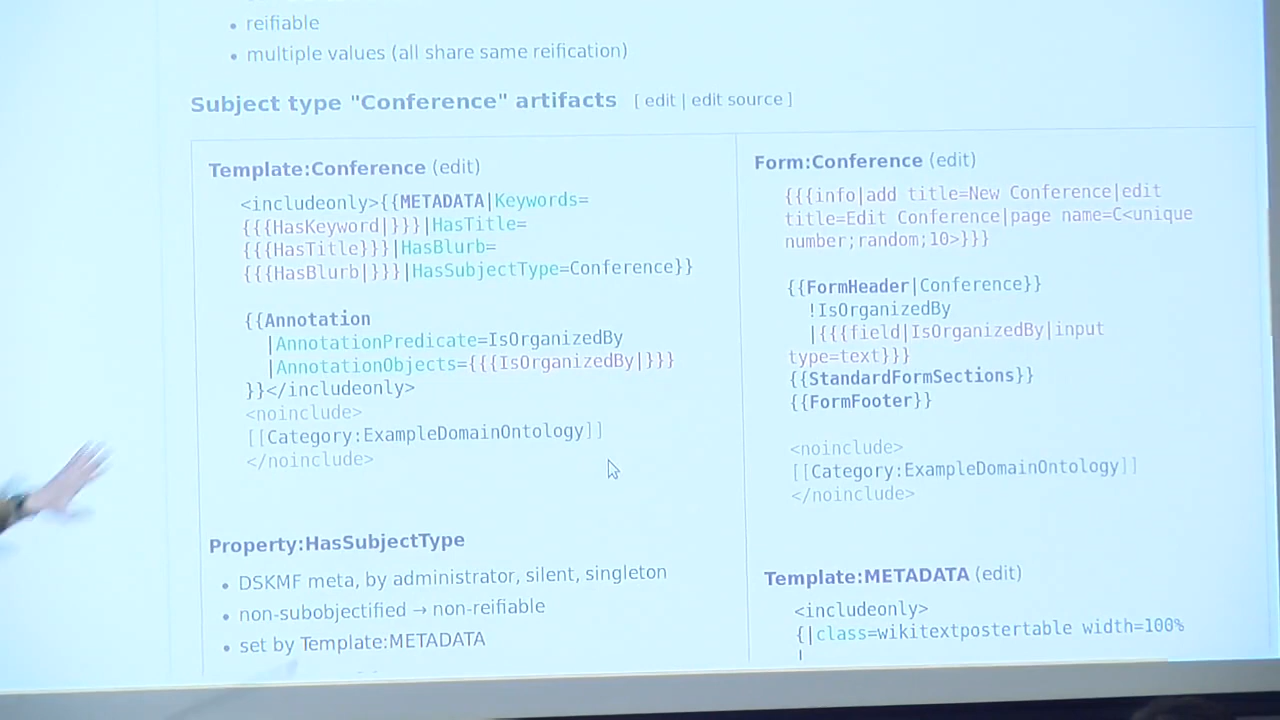 • reifiable
• multiple values (all share same reification)
Subject type "Conference" artifacts [ edit | edit source ]
Template:Conference (edit)
<includeonly>{{METADATA|Keywords=
{{{HasKeyword|}}}|HasTitle=
{{{HasTitle}}}|HasBlurb=
{{{HasBlurb|}}}|HasSubjectType=Conference}}
{{Annotation
|AnnotationPredicate=IsOrganizedBy
|AnnotationObjects={{{IsOrganizedBy|}}}
}}</includeonly>
<noinclude>
[[Category:ExampleDomainOntology]]
</noinclude>
Property:HasSubjectType
• DSKMF meta, by administrator, silent, singleton
• non-subobjectified → non-reifiable
• set by Template:METADATA
Form:Conference (edit)
{{{info|add title=New Conference|edit
title=Edit Conference|page name=C<unique
number;random;10>}}}
{{FormHeader|Conference}}
!IsOrganizedBy
|{{{field|IsOrganizedBy|input
type=text}}}
{{StandardFormSections}}
{{FormFooter}}
<noinclude>
[[Category:ExampleDomainOntology]]
</noinclude>
Template:METADATA (edit)
<includeonly>
{|class=wikitextpostertable width=100%
|